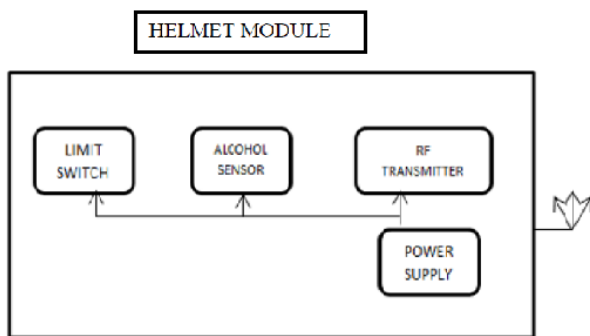 HELMET MODULE
LIMIT
SWITCH
ALCOHOL
SENSOR
RF
TRANSMITTER
POWER
SUPPLY